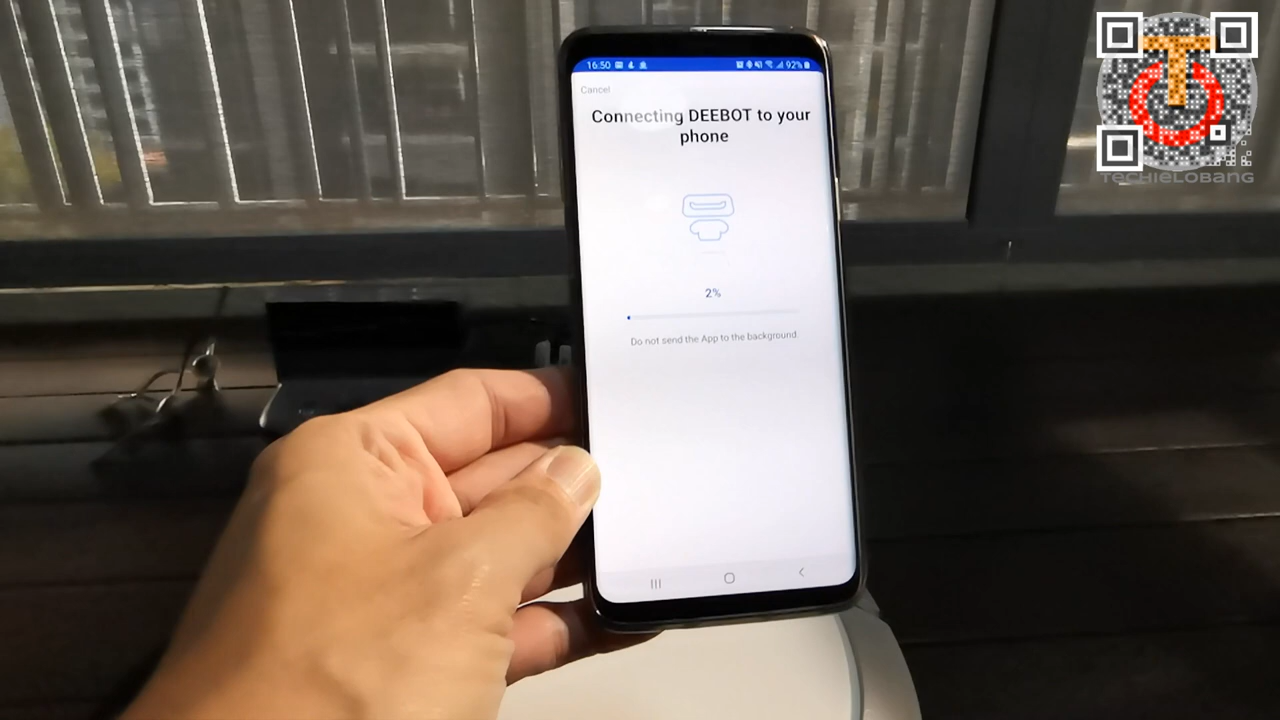 16:50
92%
Cancel
Connecting DEEBOT to your
phone
2%
Do not send the App to the background.
TECHIELOBANG